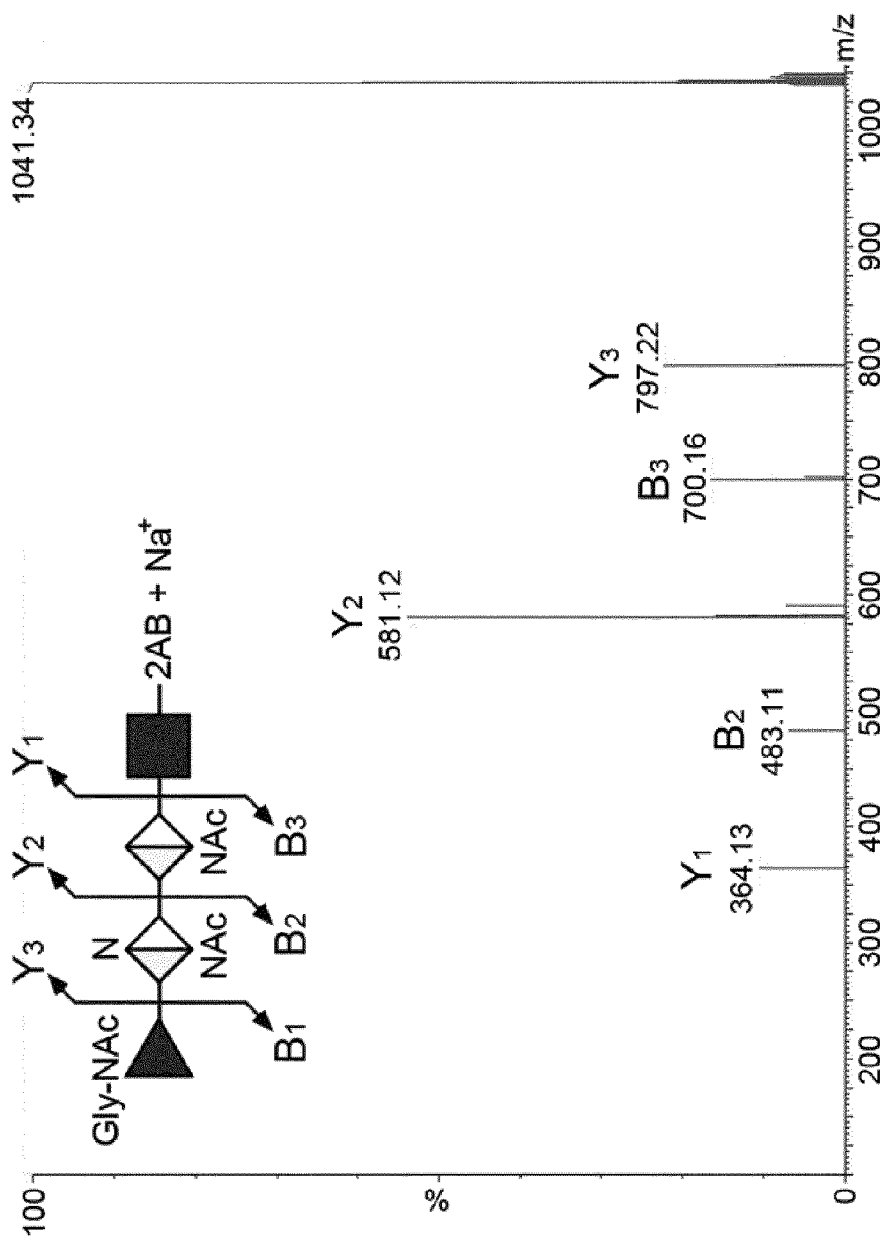 100
%
0
1041.34
Gly-NAc
Y3
Y2
Y1
N
NAc
NAc
2AB + Na+
B1
B2
B3
Y1
364.13
B2
483.11
Y2
581.12
B3
700.16
Y3
797.22
200
300
400
500
600
700
800
900
1000
m/z